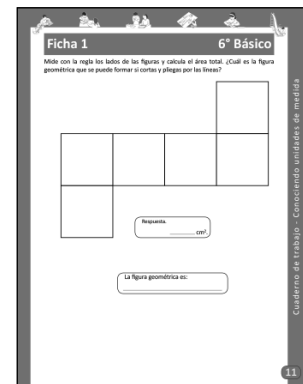 Ficha 1 6° Básico
Mide con la regla los lados de las figuras y calcula el área total. ¿Cuál es la figura
geométrica que se puede formar si cortas y pliegas por las líneas?
Respuesta.
________ cm².
La figura geométrica es:
Cuaderno de trabajo - Conociendo unidades de medida
11